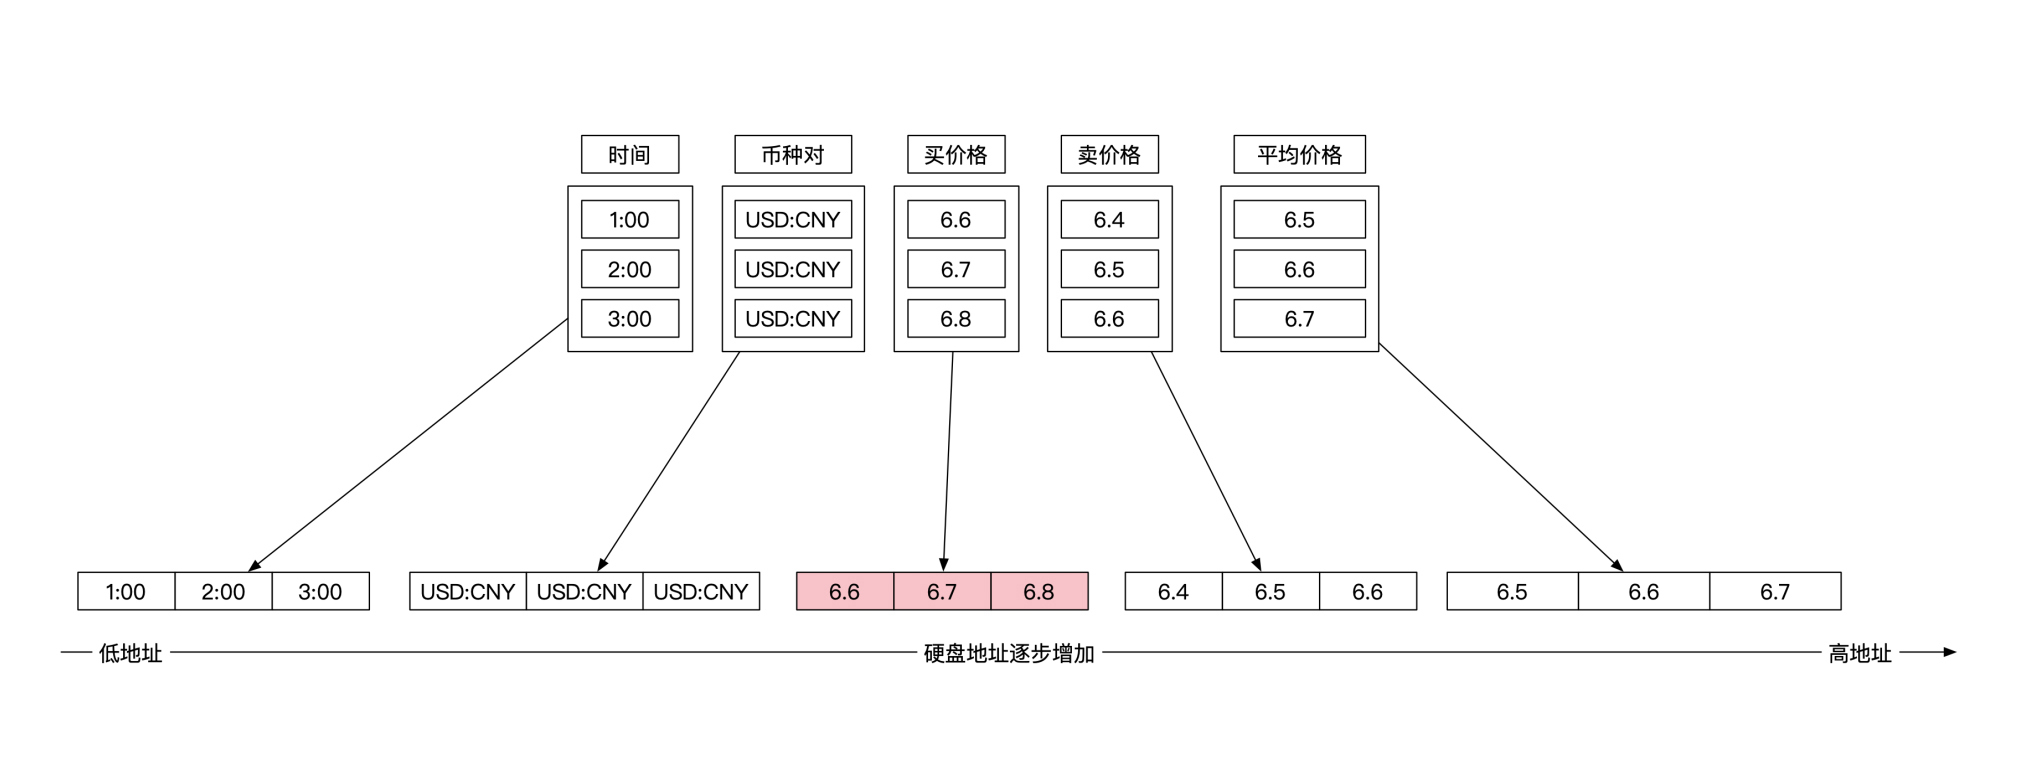 时间 币种对 买价格 卖价格 平均价格
1:00 USD:CNY 6.6 6.4 6.5
2:00 USD:CNY 6.7 6.5 6.6
3:00 USD:CNY 6.8 6.6 6.7
1:00 2:00 3:00 USD:CNY USD:CNY USD:CNY 6.6 6.7 6.8 6.4 6.5 6.6 6.5 6.6 6.7
低地址 硬盘地址逐步增加 高地址